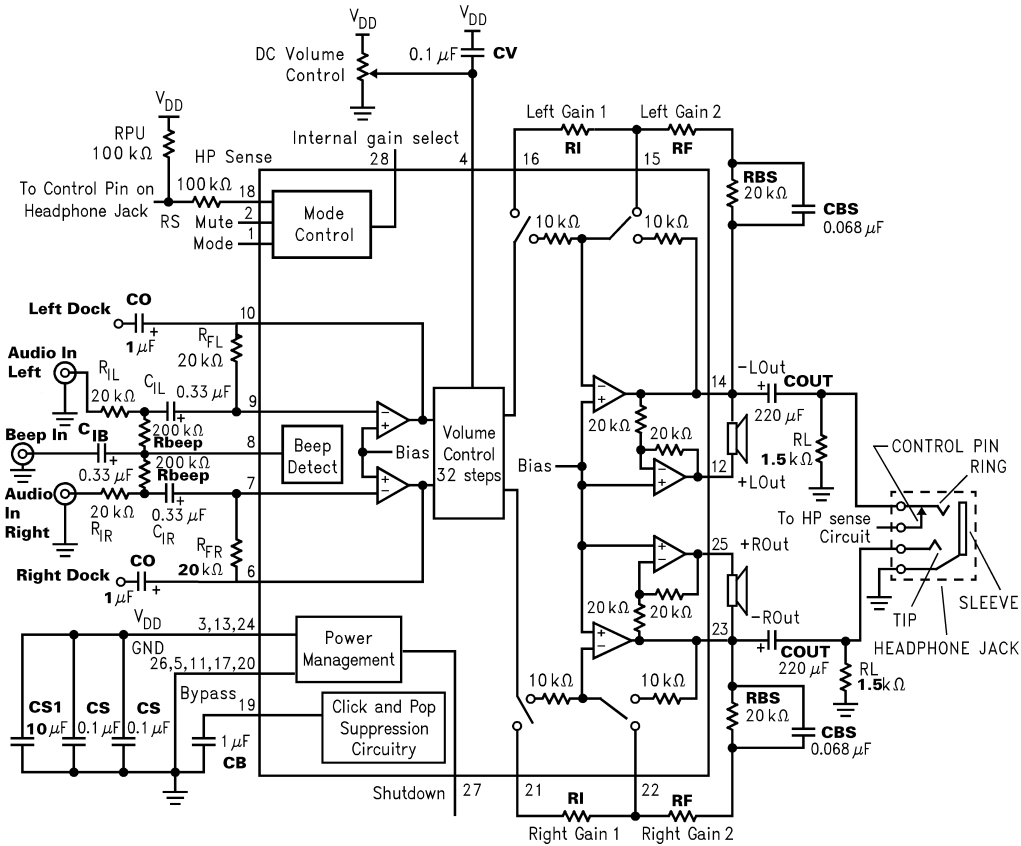 VDD
DC Volume
Control
VDD
0.1 μF CV
VDD
RPU
100 kΩ
To Control Pin on
Headphone Jack
RS
HP Sense
100 kΩ
18
Mute
2
Mode
1
Mode
Control
Internal gain select
28
4
Left Gain 1
RI
16
Left Gain 2
RF
15
RBS
20 kΩ
CBS
0.068 μF
10 kΩ
10 kΩ
Left Dock
CO
+
1 μF
10
RFL
20 kΩ
Audio In
Left
RIL
20 kΩ
CIL
0.33 μF
+
9
200 kΩ
Rbeep
Beep In
CIB
0.33 μF
+
8
200 kΩ
Rbeep
Beep
Detect
Audio
In
Right
20 kΩ
RIR
+
0.33 μF
CIR
7
RFR
20 kΩ
Right Dock
CO
1 μF
+
6
−
+
Bias
+
−
Volume
Control
32 steps
Bias
−
+
20 kΩ
20 kΩ
−
+
14
−LOut
+
COUT
220 μF
12
+LOut
RL
1.5 kΩ
+
−
25
+ROut
20 kΩ
20 kΩ
+
−
23
−ROut
+
COUT
220 μF
RL
1.5 kΩ
CONTROL PIN
RING
To HP sense
Circuit
TIP
SLEEVE
HEADPHONE JACK
VDD
3,13,24
GND
26,5,11,17,20
Power
Management
Bypass
19
Click and Pop
Suppression
Circuitry
CS1
10 μF
CS
0.1 μF
CS
0.1 μF
1 μF
CB
Shutdown
27
10 kΩ
10 kΩ
21
RI
Right Gain 1
22
RF
Right Gain 2
RBS
20 kΩ
CBS
0.068 μF